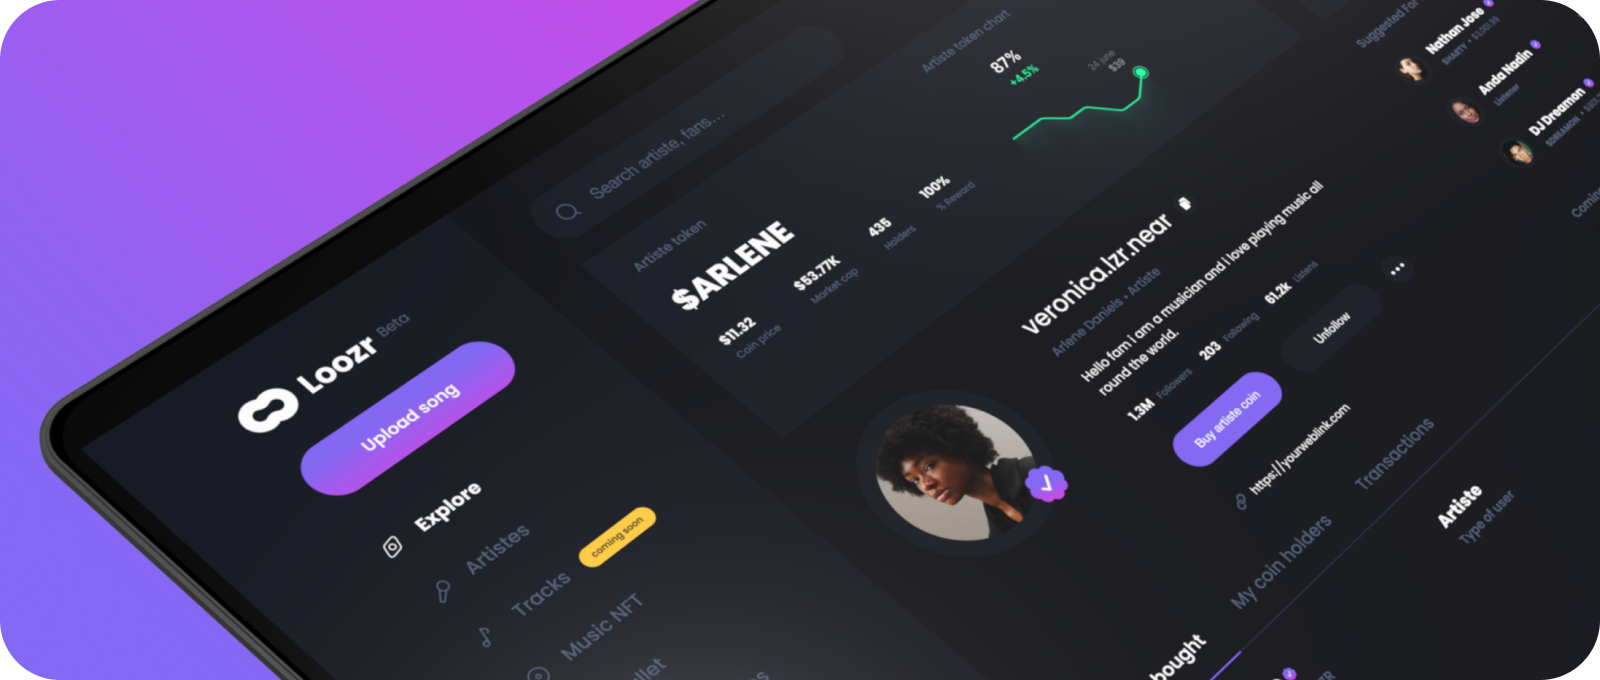 Loozr Beta
Upload song
Explore
Artistes
Tracks
coming soon
Music NFT
Search artiste, fans...
Artiste token
$ARLENE
$11.32
Coin price
$53.77K
Market cap
435
Holders
100%
% Reward
Artiste token chart
87%
+4.5%
24 june
$39
veronica.lzr.near
Arlene Daniels • Artiste
Hello fam i am a musician and i love playing music all
round the world.
1.3M Followers 203 Following 61.2k Listens
Buy artiste coin
Unfollow
https://yourweblink.com
My coin holders
Transactions
bought
Artiste
Type of user
Suggested For
Nathan Jose
Anda Nadin
Listener
DJ Dreamon